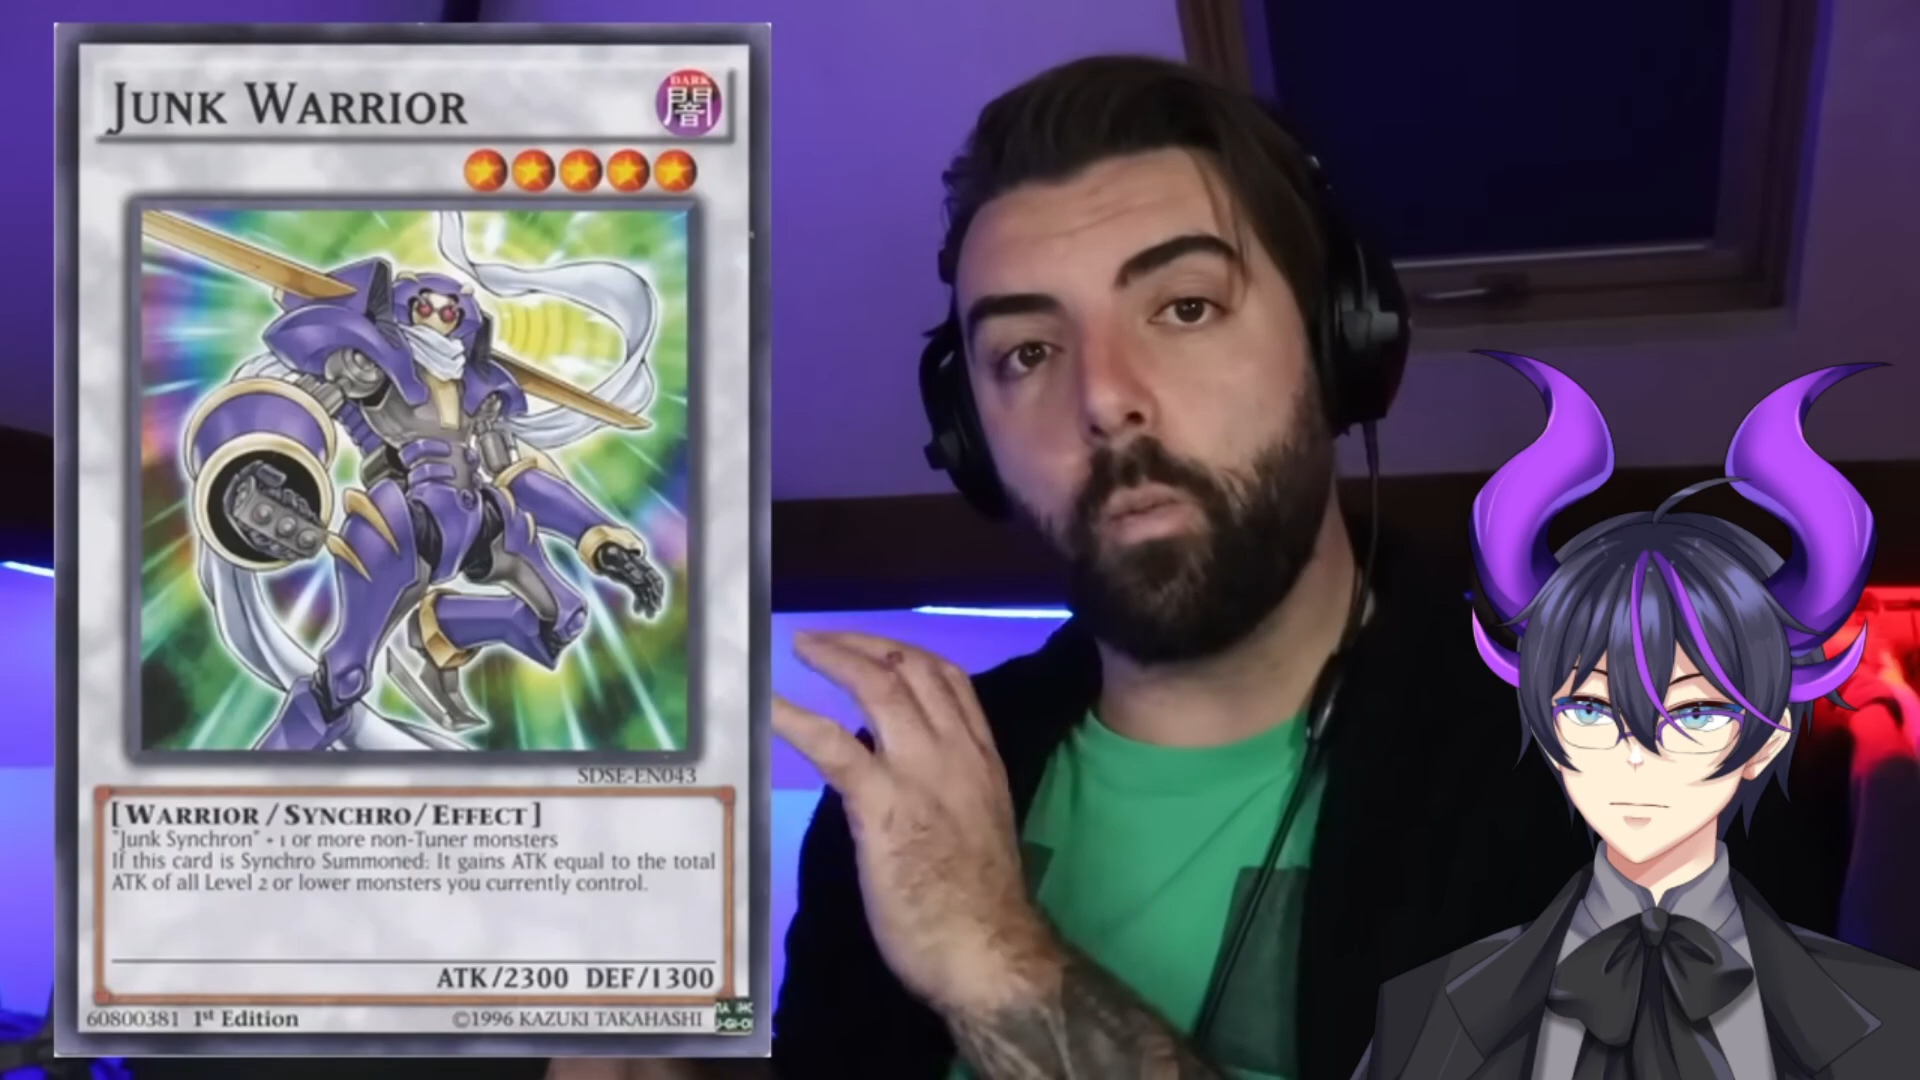 JUNK WARRIOR
DARK
闇
SDSE-EN043
[WARRIOR/SYNCHRO/EFFECT]
"Junk Synchron" + 1 or more non-Tuner monsters
If this card is Synchro Summoned: It gains ATK equal to the total
ATK of all Level 2 or lower monsters you currently control.
ATK/2300 DEF/1300
60800381 1st Edition ©1996 KAZUKI TAKAHASHI